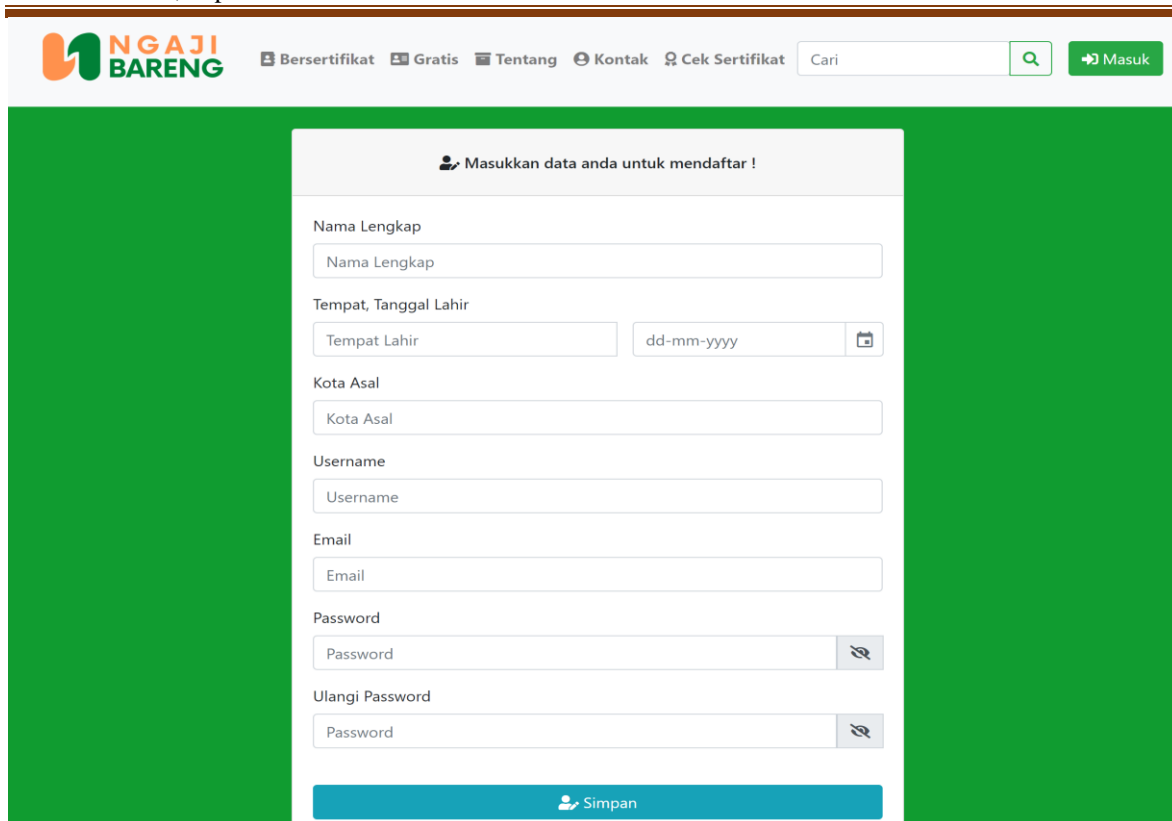 NGAJI
BARENG
Bersertifikat Gratis Tentang Kontak Cek Sertifikat Cari Masuk
Masukkan data anda untuk mendaftar !
Nama Lengkap
Nama Lengkap
Tempat, Tanggal Lahir
Tempat Lahir dd-mm-yyyy
Kota Asal
Kota Asal
Username
Username
Email
Email
Password
Password
Ulangi Password
Password
Simpan